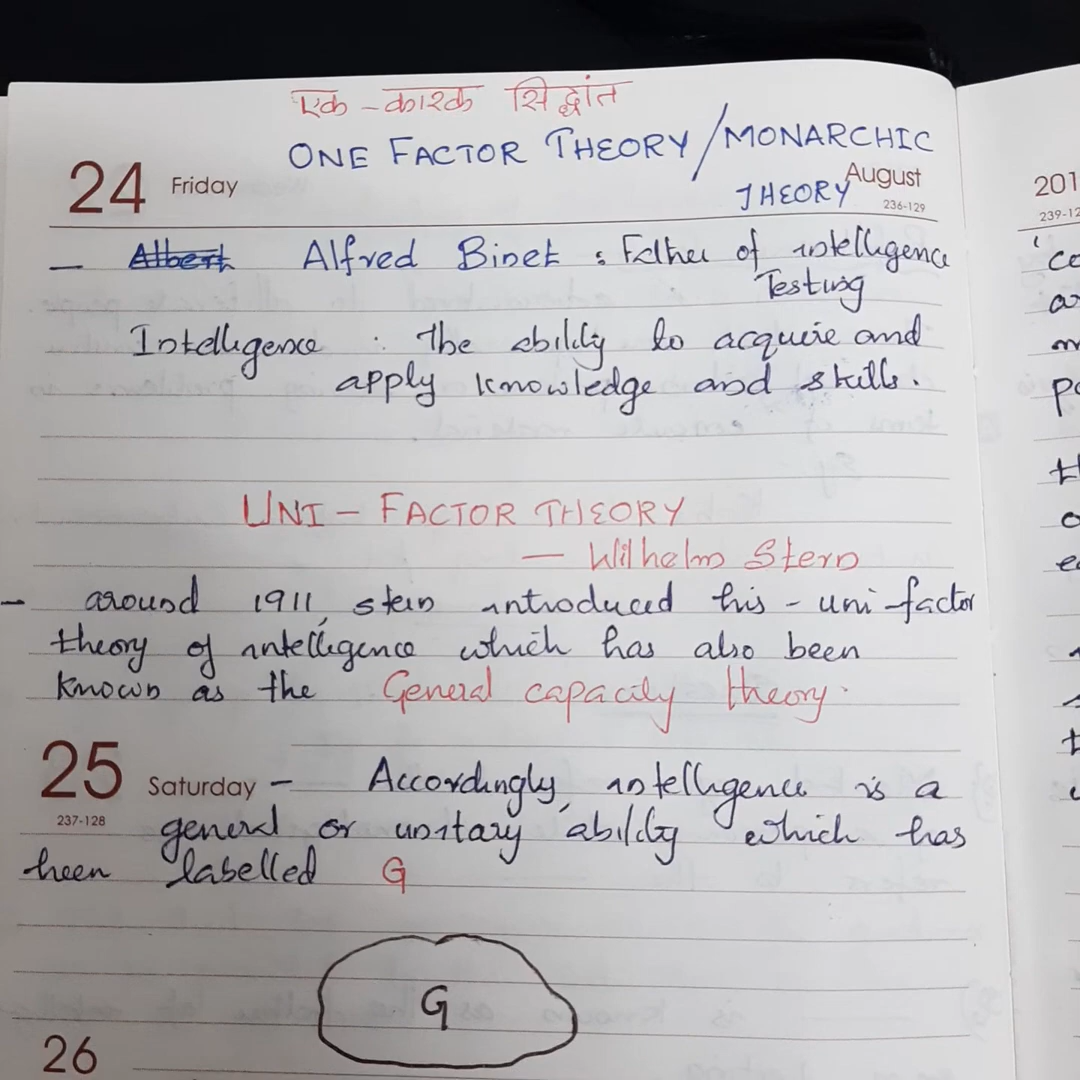 एक - कारक सिद्धांत
ONE FACTOR THEORY / MONARCHIC
THEORY
24 Friday
August
236-129
- Alfred Binet : Father of intelligence
Testing
Intelligence : The ability to acquire and
apply knowledge and skills.
UNI - FACTOR THEORY
- Wilhelm Stern
- around 1911, stern introduced his - uni-factor
theory of intelligence which has also been
known as the General capacity theory.
25 Saturday - Accordingly, intelligence is a
237-128
general or unitary ability which has
been labelled G
G
26
201
239-12